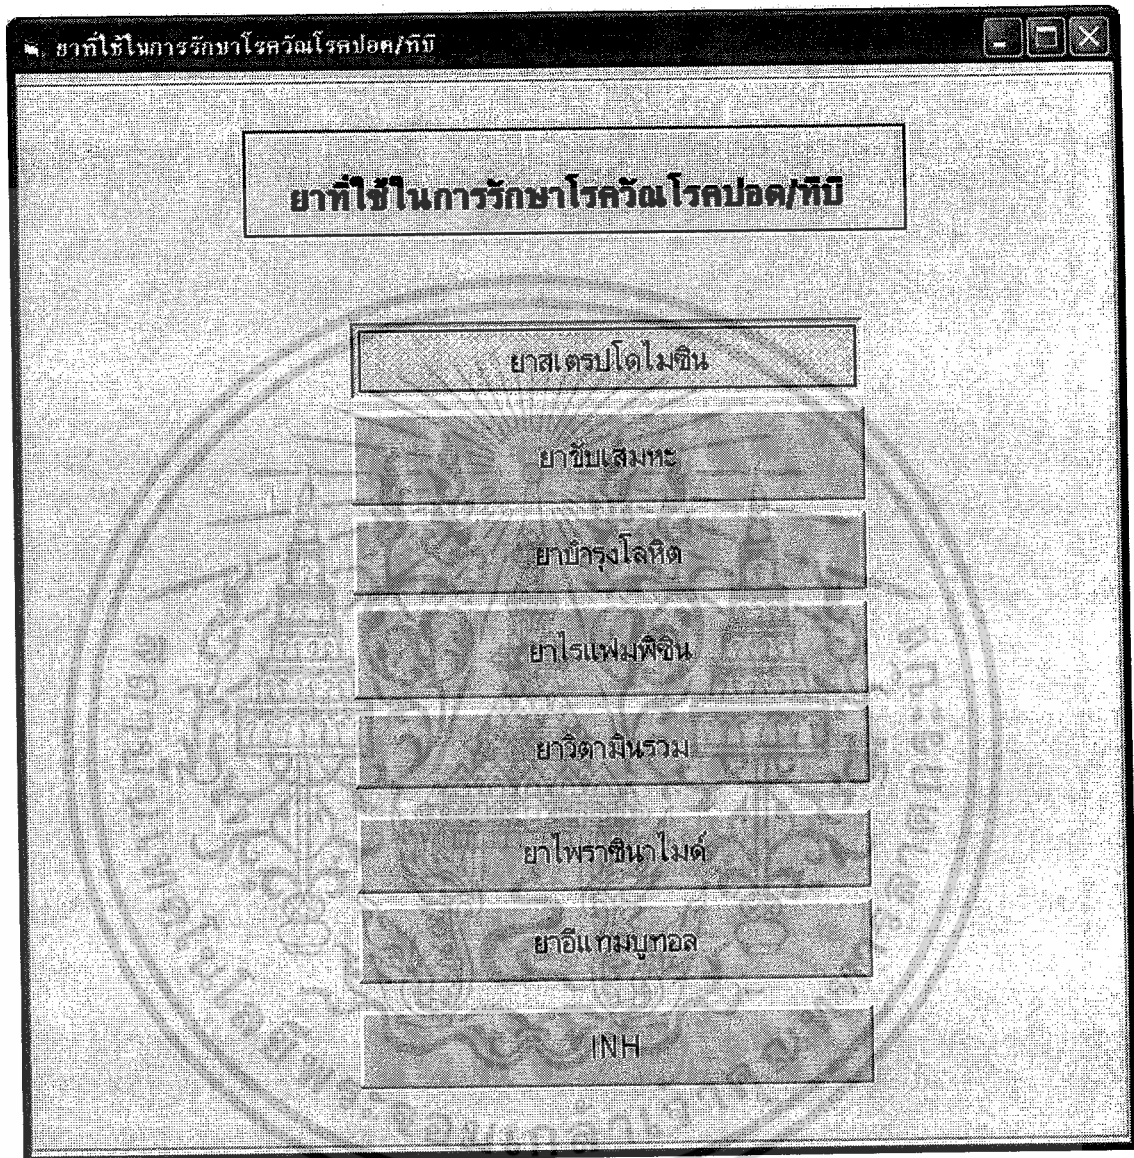 ยาที่ใช้ในการรักษาโรควัณโรคปอด/ทีบี
ยาที่ใช้ในการรักษาโรควัณโรคปอด/ทีบี
ยาสเตรปโตไมซิน
ยาขับเสมหะ
ยาบำรุงโลหิต
ยาไรแฟมพิซิน
ยาวิตามินรวม
ยาไพราซินาไมด์
ยาอีแทมบูทอล
INH